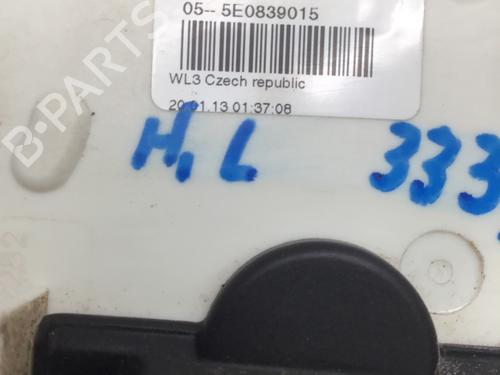 05-- 5E0839015
WL3 Czech republic
20.01.13 01:37:08
H, L 333
B-PARTS